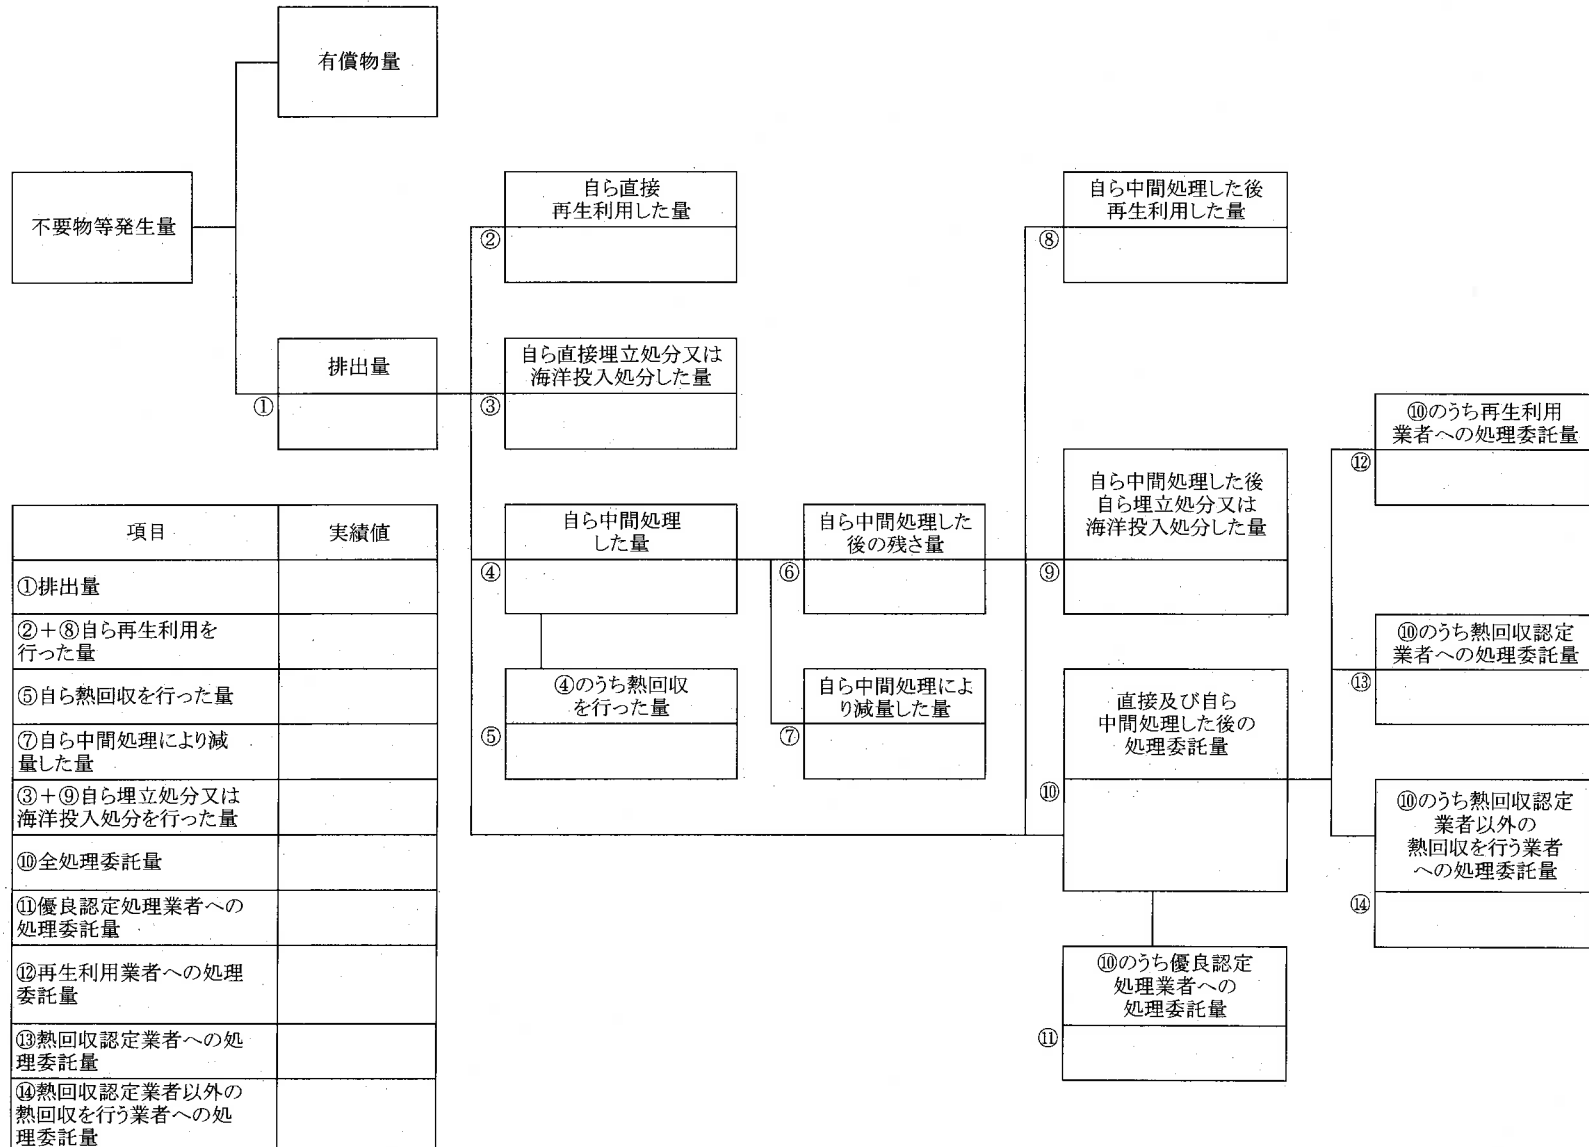 有償物量
不要物等発生量
排出量
①
自ら直接
再生利用した量
②
自ら直接埋立処分又は
海洋投入処分した量
③
自ら中間処理
した量
④
④のうち熱回収
を行った量
⑤
自ら中間処理した
後の残さ量
⑥
自ら中間処理によ
り減量した量
⑦
自ら中間処理した後
再生利用した量
⑧
自ら中間処理した後
自ら埋立処分又は
海洋投入処分した量
⑨
直接及び自ら
中間処理した後の
処理委託量
⑩
⑩のうち優良認定
処理業者への
処理委託量
⑪
⑩のうち再生利用
業者への処理委託量
⑫
⑩のうち熱回収認定
業者への処理委託量
⑬
⑩のうち熱回収認定
業者以外の
熱回収を行う業者
への処理委託量
⑭
項目 実績値
①排出量
②+⑧自ら再生利用を
行った量
⑤自ら熱回収を行った量
⑦自ら中間処理により減
量した量
③+⑨自ら埋立処分又は
海洋投入処分を行った量
⑩全処理委託量
⑪優良認定処理業者への
処理委託量
⑫再生利用業者への処理
委託量
⑬熱回収認定業者への処
理委託量
⑭熱回収認定業者以外の
熱回収を行う業者への処
理委託量